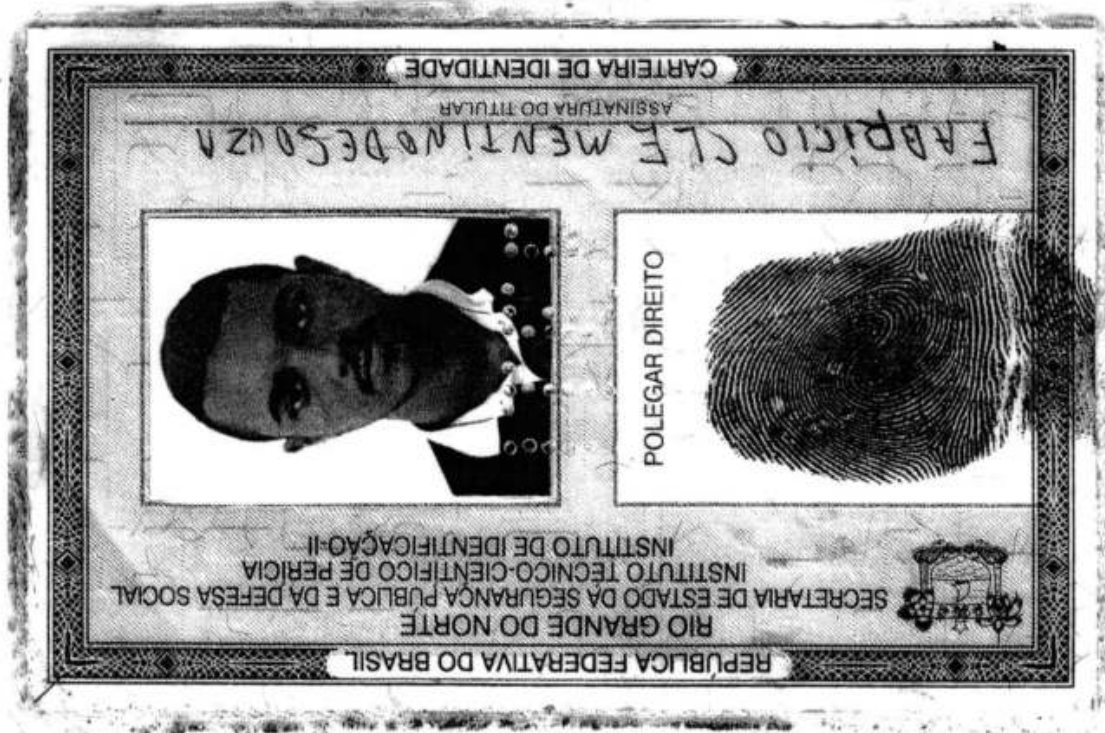 REPÚBLICA FEDERATIVA DO BRASIL
RIO GRANDE DO NORTE
SECRETARIA DE ESTADO DA SEGURANÇA PÚBLICA E DA DEFESA SOCIAL
INSTITUTO TÉCNICO-CIENTÍFICO DE PERÍCIA
INSTITUTO DE IDENTIFICAÇÃO-II
POLEGAR DIREITO
FABRÍCIO CLEMENTINO DE SOUZA
ASSINATURA DO TITULAR
CARTEIRA DE IDENTIDADE